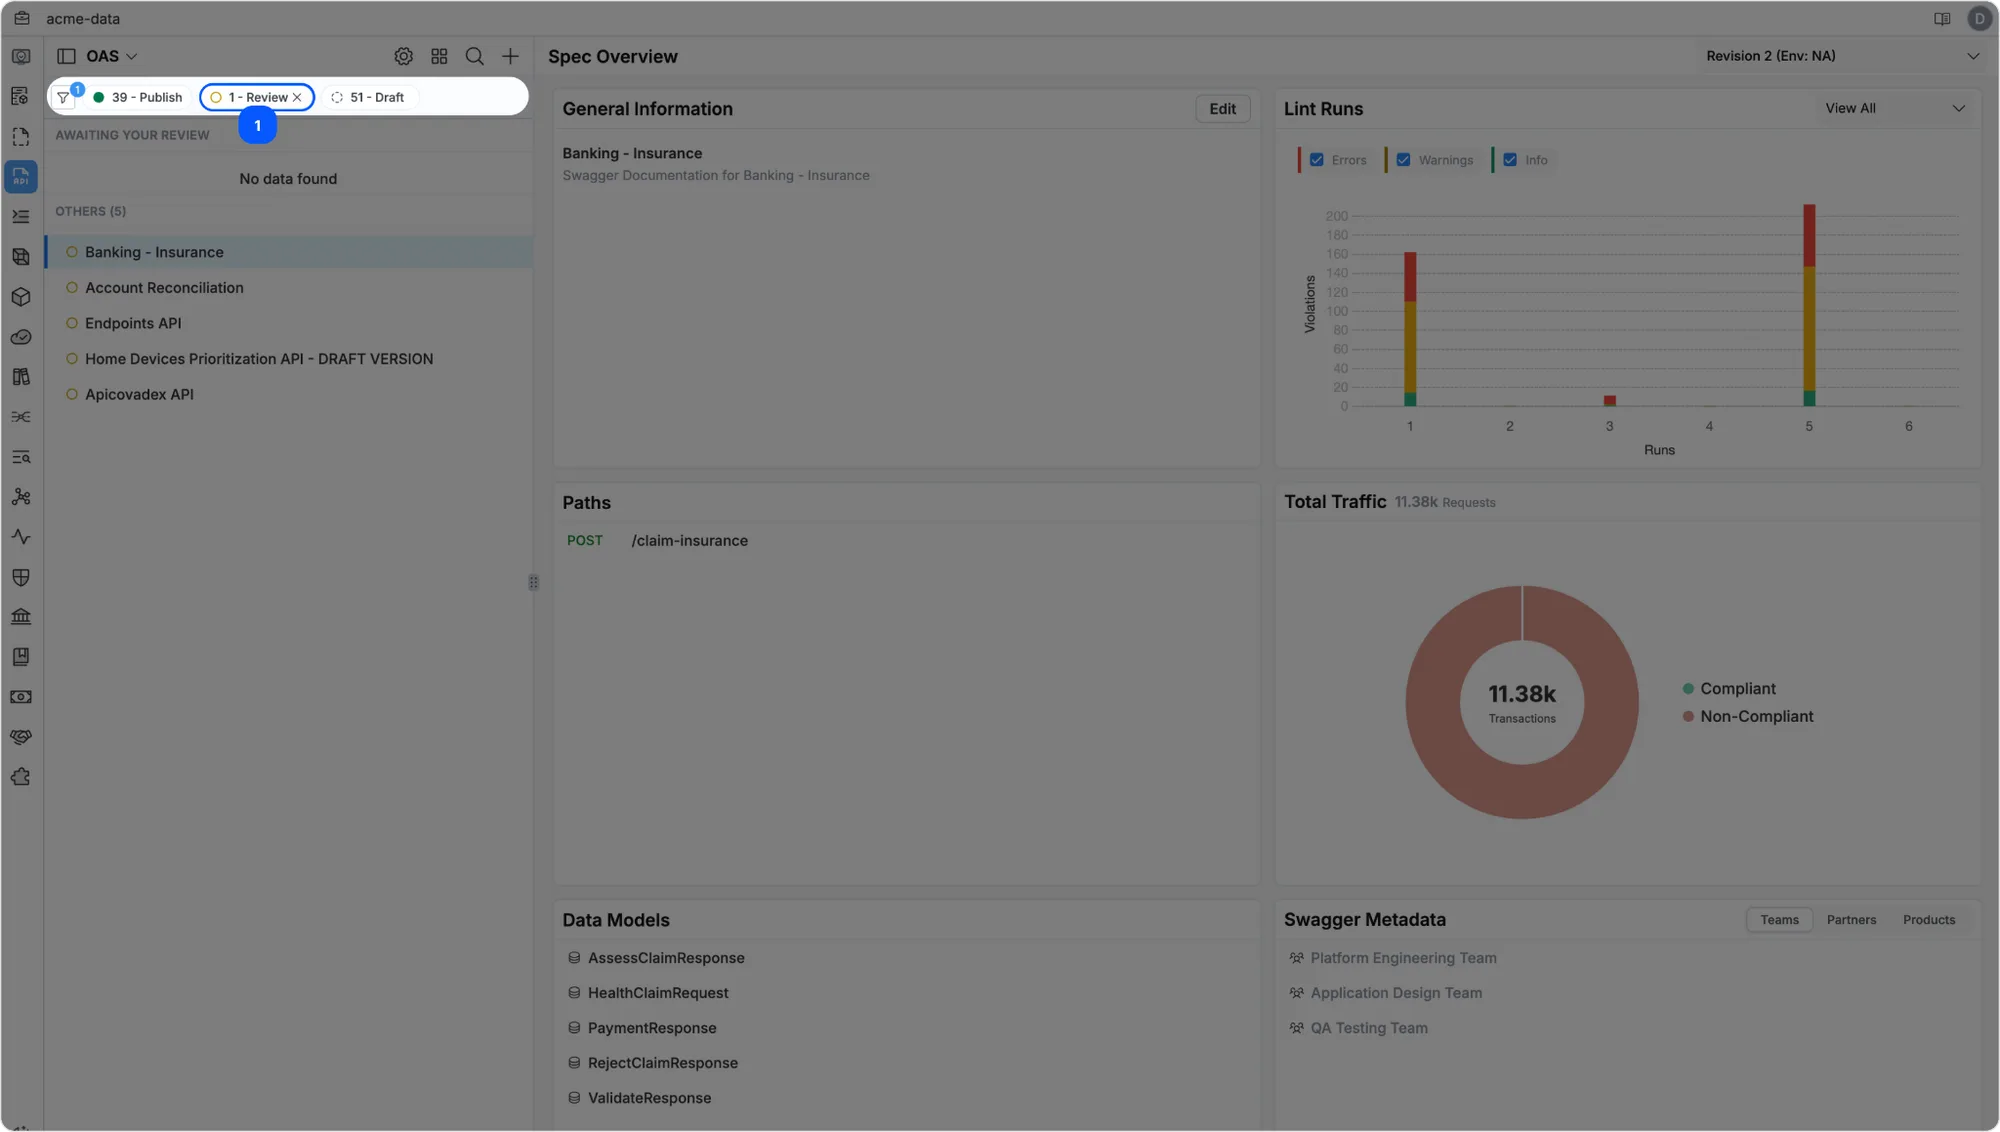 acme-data
D
OAS
Spec Overview
Revision 2 (Env: NA)
1
39 - Publish
1 - Review
51 - Draft
1
AWAITING YOUR REVIEW
No data found
OTHERS (5)
Banking - Insurance
Account Reconciliation
Endpoints API
Home Devices Prioritization API - DRAFT VERSION
Apicovadex API
API
General Information
Edit
Banking - Insurance
Swagger Documentation for Banking - Insurance
Lint Runs
View All
Errors
Warnings
Info
Violations
200
180
160
140
120
100
80
60
40
20
0
1 2 3 4 5 6
Runs
Paths
POST /claim-insurance
Total Traffic 11.38k Requests
11.38k
Transactions
Compliant
Non-Compliant
Data Models
AssessClaimResponse
HealthClaimRequest
PaymentResponse
RejectClaimResponse
ValidateResponse
Swagger Metadata
Teams
Partners
Products
Platform Engineering Team
Application Design Team
QA Testing Team